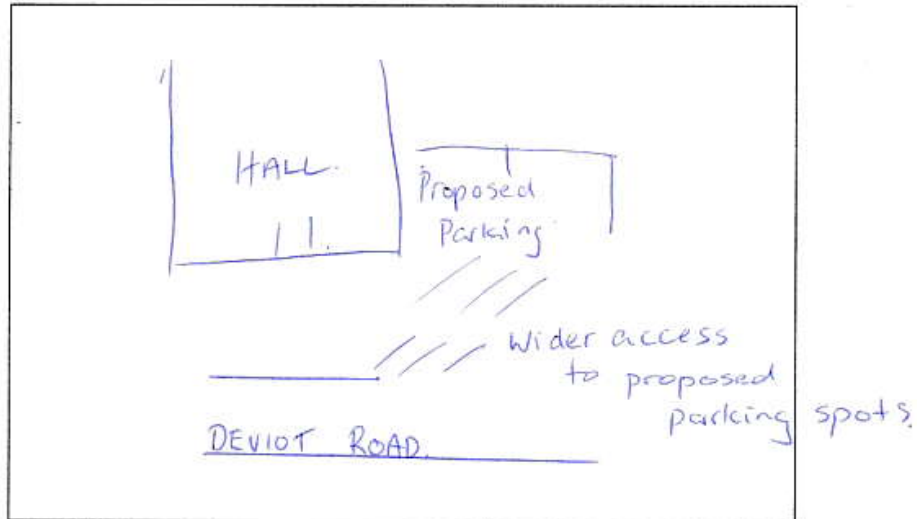 HALL.
Proposed
Parking
Wider access
to proposed
parking spots.
DEVIOT ROAD.